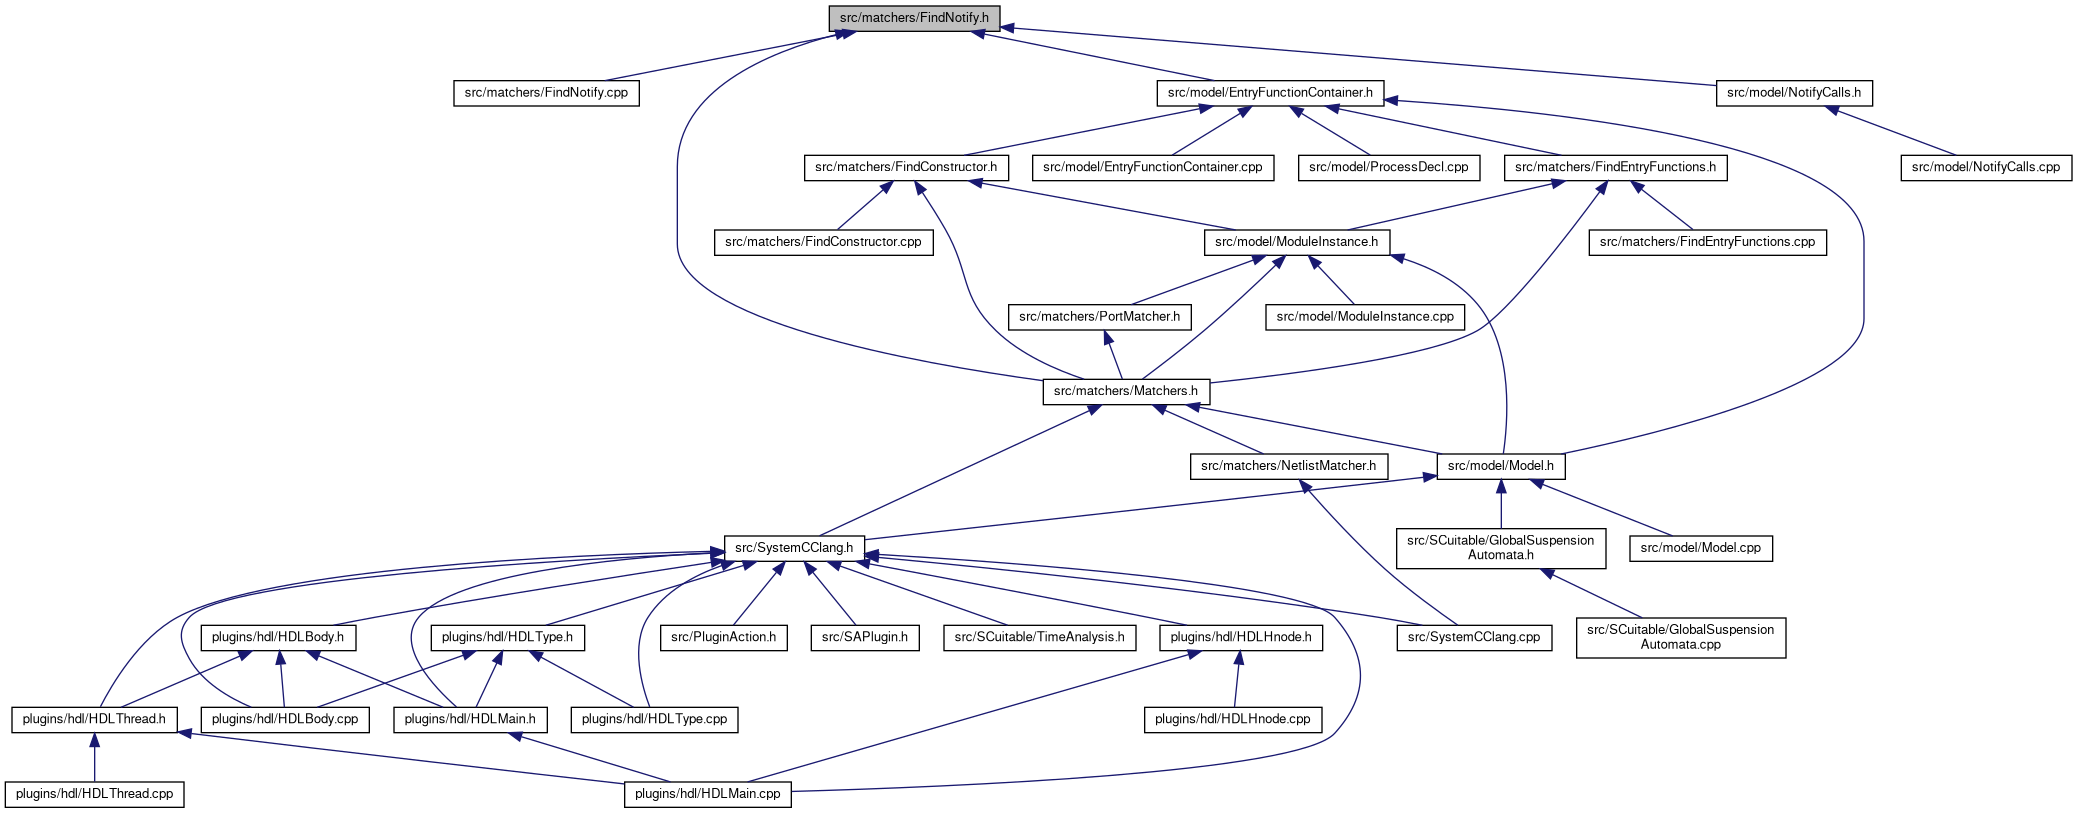 src/matchers/FindNotify.h
src/matchers/FindNotify.cpp
src/model/EntryFunctionContainer.h
src/model/NotifyCalls.h
src/matchers/FindConstructor.h
src/model/EntryFunctionContainer.cpp
src/model/ProcessDecl.cpp
src/matchers/FindEntryFunctions.h
src/model/NotifyCalls.cpp
src/matchers/FindConstructor.cpp
src/model/ModuleInstance.h
src/matchers/FindEntryFunctions.cpp
src/matchers/PortMatcher.h
src/model/ModuleInstance.cpp
src/matchers/Matchers.h
src/matchers/NetlistMatcher.h
src/model/Model.h
src/SystemCClang.h
src/SCuitable/GlobalSuspension
Automata.h
src/model/Model.cpp
plugins/hdl/HDLBody.h
plugins/hdl/HDLType.h
src/PluginAction.h
src/SAPlugin.h
src/SCuitable/TimeAnalysis.h
plugins/hdl/HDLHnode.h
src/SystemCClang.cpp
src/SCuitable/GlobalSuspension
Automata.cpp
plugins/hdl/HDLThread.h
plugins/hdl/HDLBody.cpp
plugins/hdl/HDLMain.h
plugins/hdl/HDLType.cpp
plugins/hdl/HDLHnode.cpp
plugins/hdl/HDLThread.cpp
plugins/hdl/HDLMain.cpp